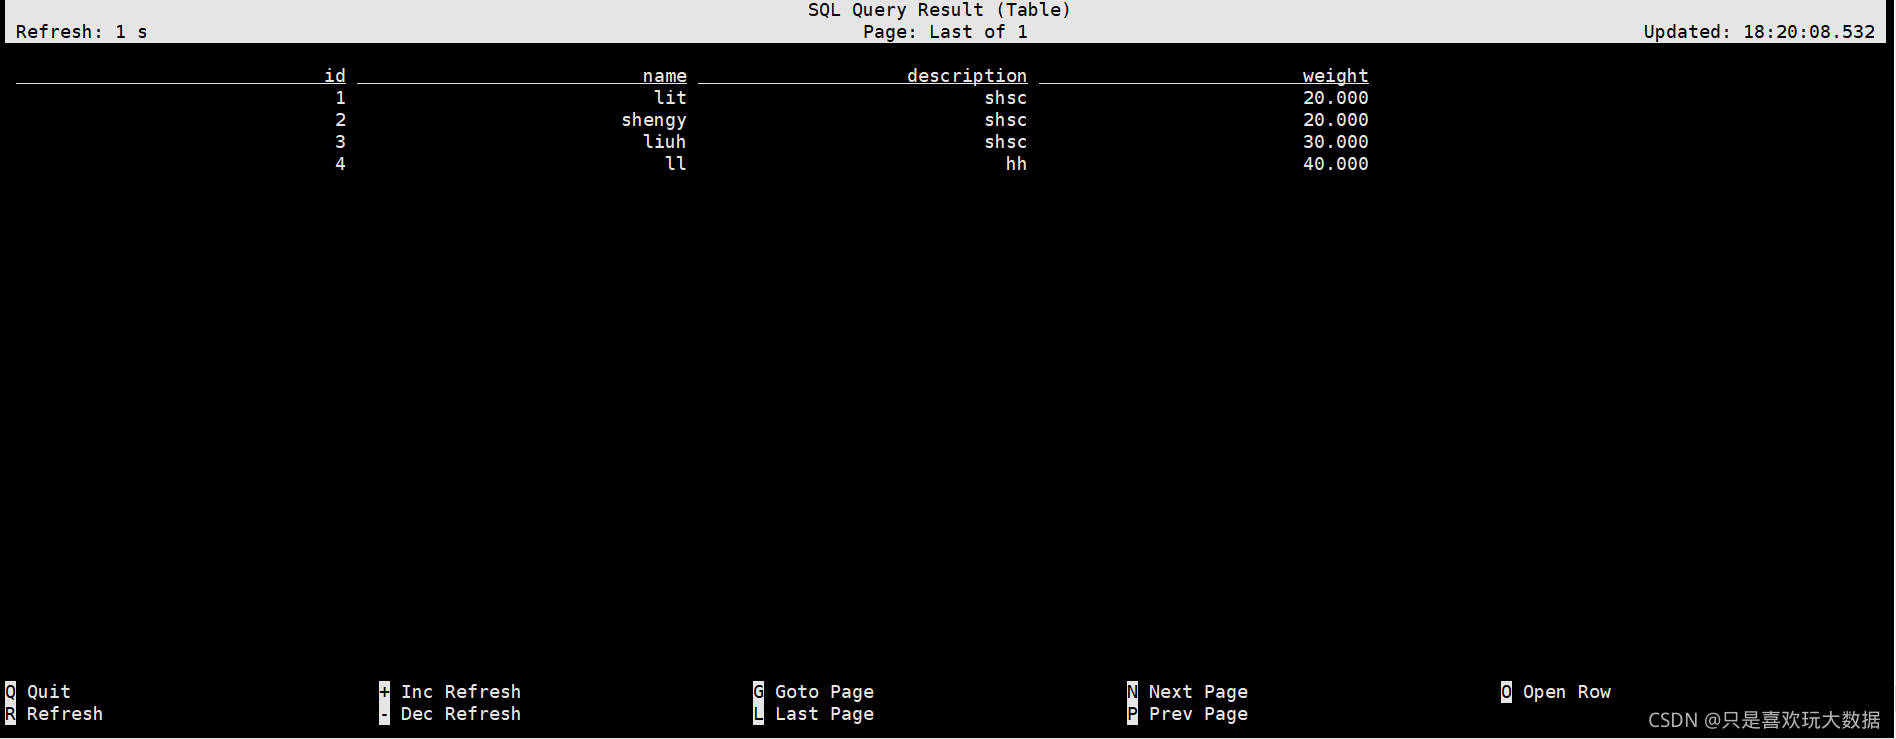 SQL Query Result (Table)
Refresh: 1 s Page: Last of 1 Updated: 18:20:08.532
id name description weight
1 lit shsc 20.000
2 shengy shsc 20.000
3 liuh shsc 30.000
4 ll hh 40.000
Q Quit + Inc Refresh G Goto Page N Next Page O Open Row
R Refresh - Dec Refresh L Last Page P Prev Page
CSDN @只是喜欢玩大数据